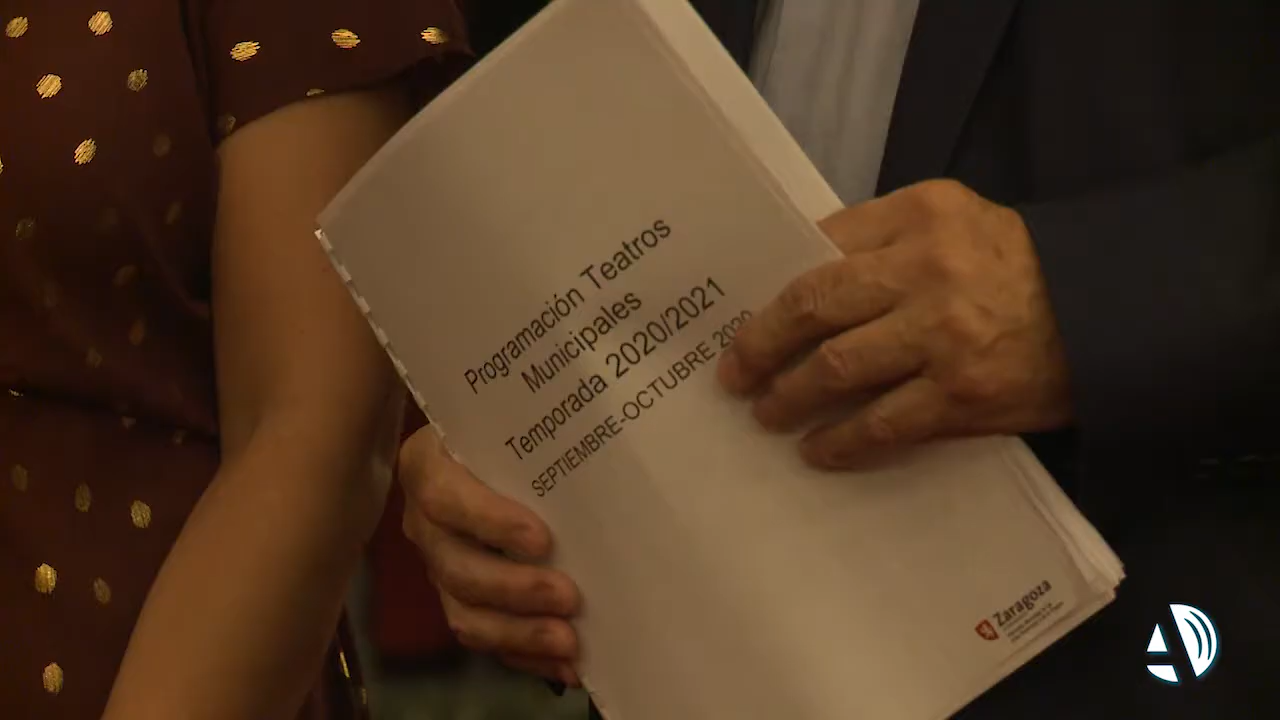 Programación Teatros
Municipales
Temporada 2020/2021
SEPTIEMBRE-OCTUBRE 2020
Zaragoza